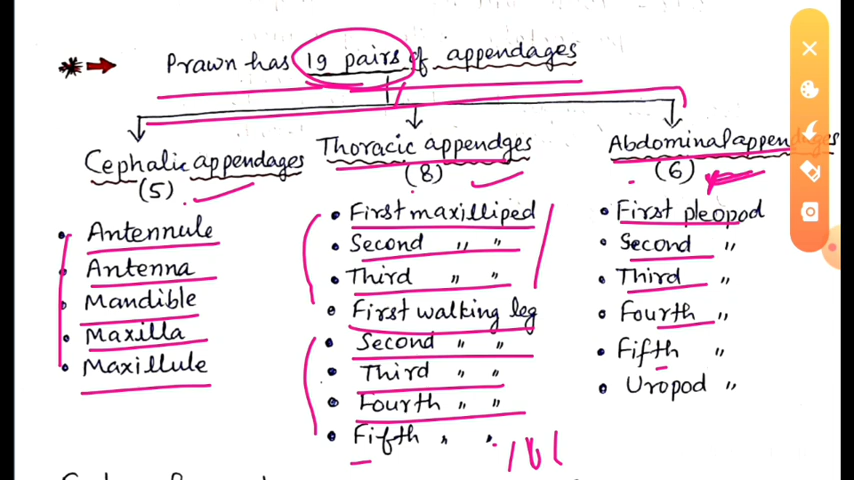 Prawn has 19 pairs of appendages
Cephalic appendages
(5)
Antennule
Antenna
Mandible
Maxilla
Maxillule
Thoracic appendges
(8)
First maxilliped
Second " "
Third " "
First walking leg
Second " "
Third " "
Fourth " "
Fifth " "
Abdominal appendages
(6)
First pleopod
Second "
Third "
Fourth "
Fifth "
Uropod "